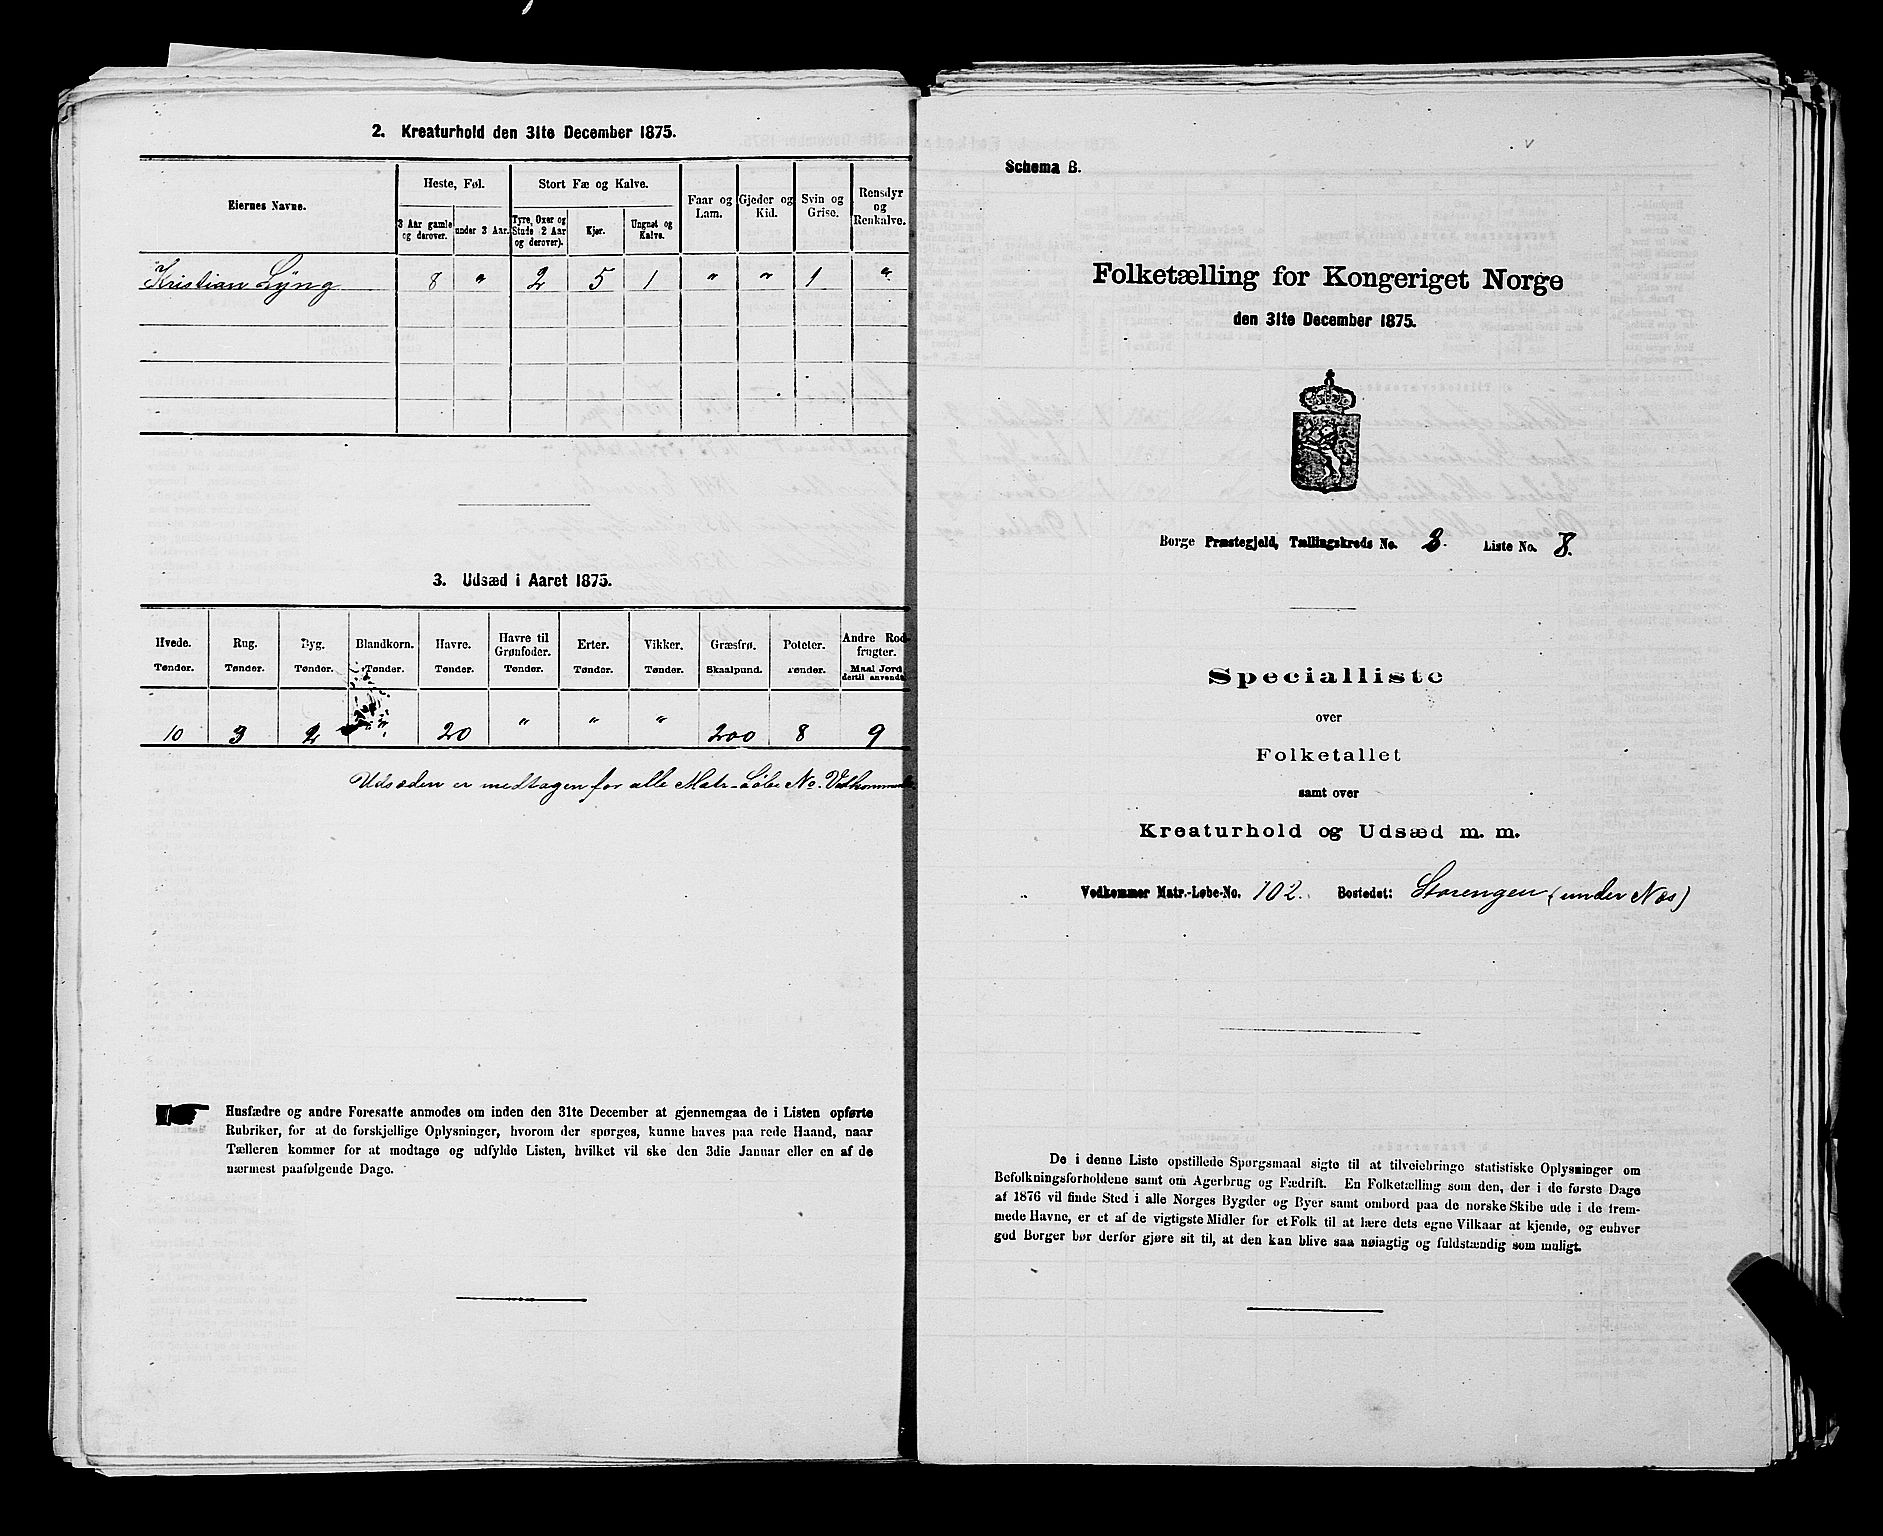 2. Kreaturhold den 31te December 1875.
Eiernes Navne.
Heste, Føl.
Stort Fæ og Kalve.
Faar og Lam.
Gjeder og Kid.
Svin og Grise.
Rensdyr og Renkalve.
3 Aar gamle og derover.
under 3 Aar.
Tyre, Oxer og Stude (2 Aar og derover).
Kjør.
Ungnøt og Kalve.
Kristian Lyng 8 " 2 5 1 " " 1 "
3. Udsæd i Aaret 1875.
Hvede. Rug. Byg. Blandkorn. Havre. Havre til Grønfoder. Erter. Vikker. Græsfrø. Poteter. Andre Rodfrugter.
Tønder. Tønder. Tønder. Tønder. Tønder. Tønder. Tønder. Tønder. Skaalpund. Tønder. Maal Jord dertil anvendt.
10 3 2 20 " " " 200 8 9
Udsæden er medtagen for alle Matr-Løbe No. Vedkommende
Husfædre og andre Foresatte anmodes om inden den 31te December at gjennemgaa de i Listen opførte
Rubriker, for at de forskjellige Oplysninger, hvorom der spørges, kunne haves paa rede Haand, naar
Tælleren kommer for at modtage og udfylde Listen, hvilket vil ske den 3die Januar eller en af de
nærmest paafølgende Dage.
Schema B.
Folketælling for Kongeriget Norge
den 31te December 1875.
Borge Præstegjeld, Tællingskreds No. 3. Liste No. 8.
Specialliste
over
Folketallet
samt over
Kreaturhold og Udsæd m. m.
Vedkommer Matr.-Løbe-No. 102. Bostedet: Storengen (under Næs)
De i denne Liste opstillede Spørgsmaal sigte til at tilveiebringe statistiske Oplysninger om
Befolkningsforholdene samt om Agerbrug og Fædrift. En Folketælling som den, der i de første Dage
af 1876 vil finde Sted i alle Norges Bygder og Byer samt ombord paa de norske Skibe ude i de frem-
mede Havne, er et af de vigtigste Midler for et Folk til at lære dets egne Vilkaar at kjende, og enhver
god Borger bør derfor gjøre sit til, at den kan blive saa nøiagtig og fuldstændig som muligt.